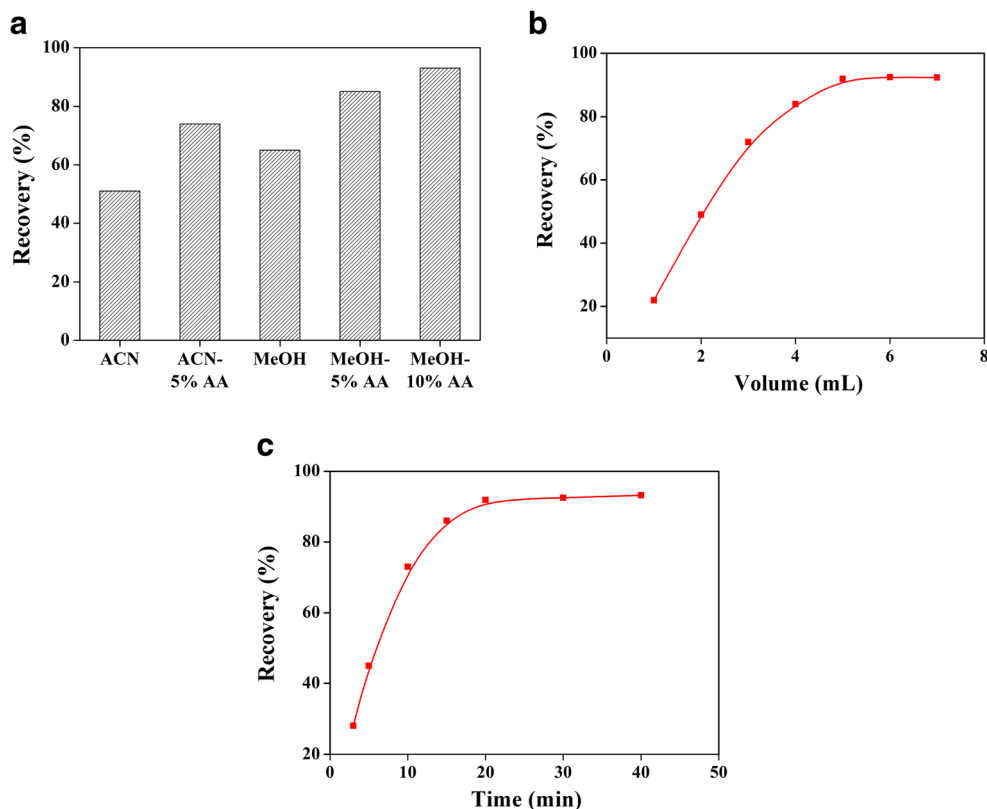 a
Recovery (%)
100
80
60
40
20
0
ACN
ACN-
5% AA
MeOH
MeOH-
5% AA
MeOH-
10% AA
b
Recovery (%)
100
80
60
40
20
0
2
4
6
8
Volume (mL)
c
Recovery (%)
100
80
60
40
20
0
10
20
30
40
50
Time (min)